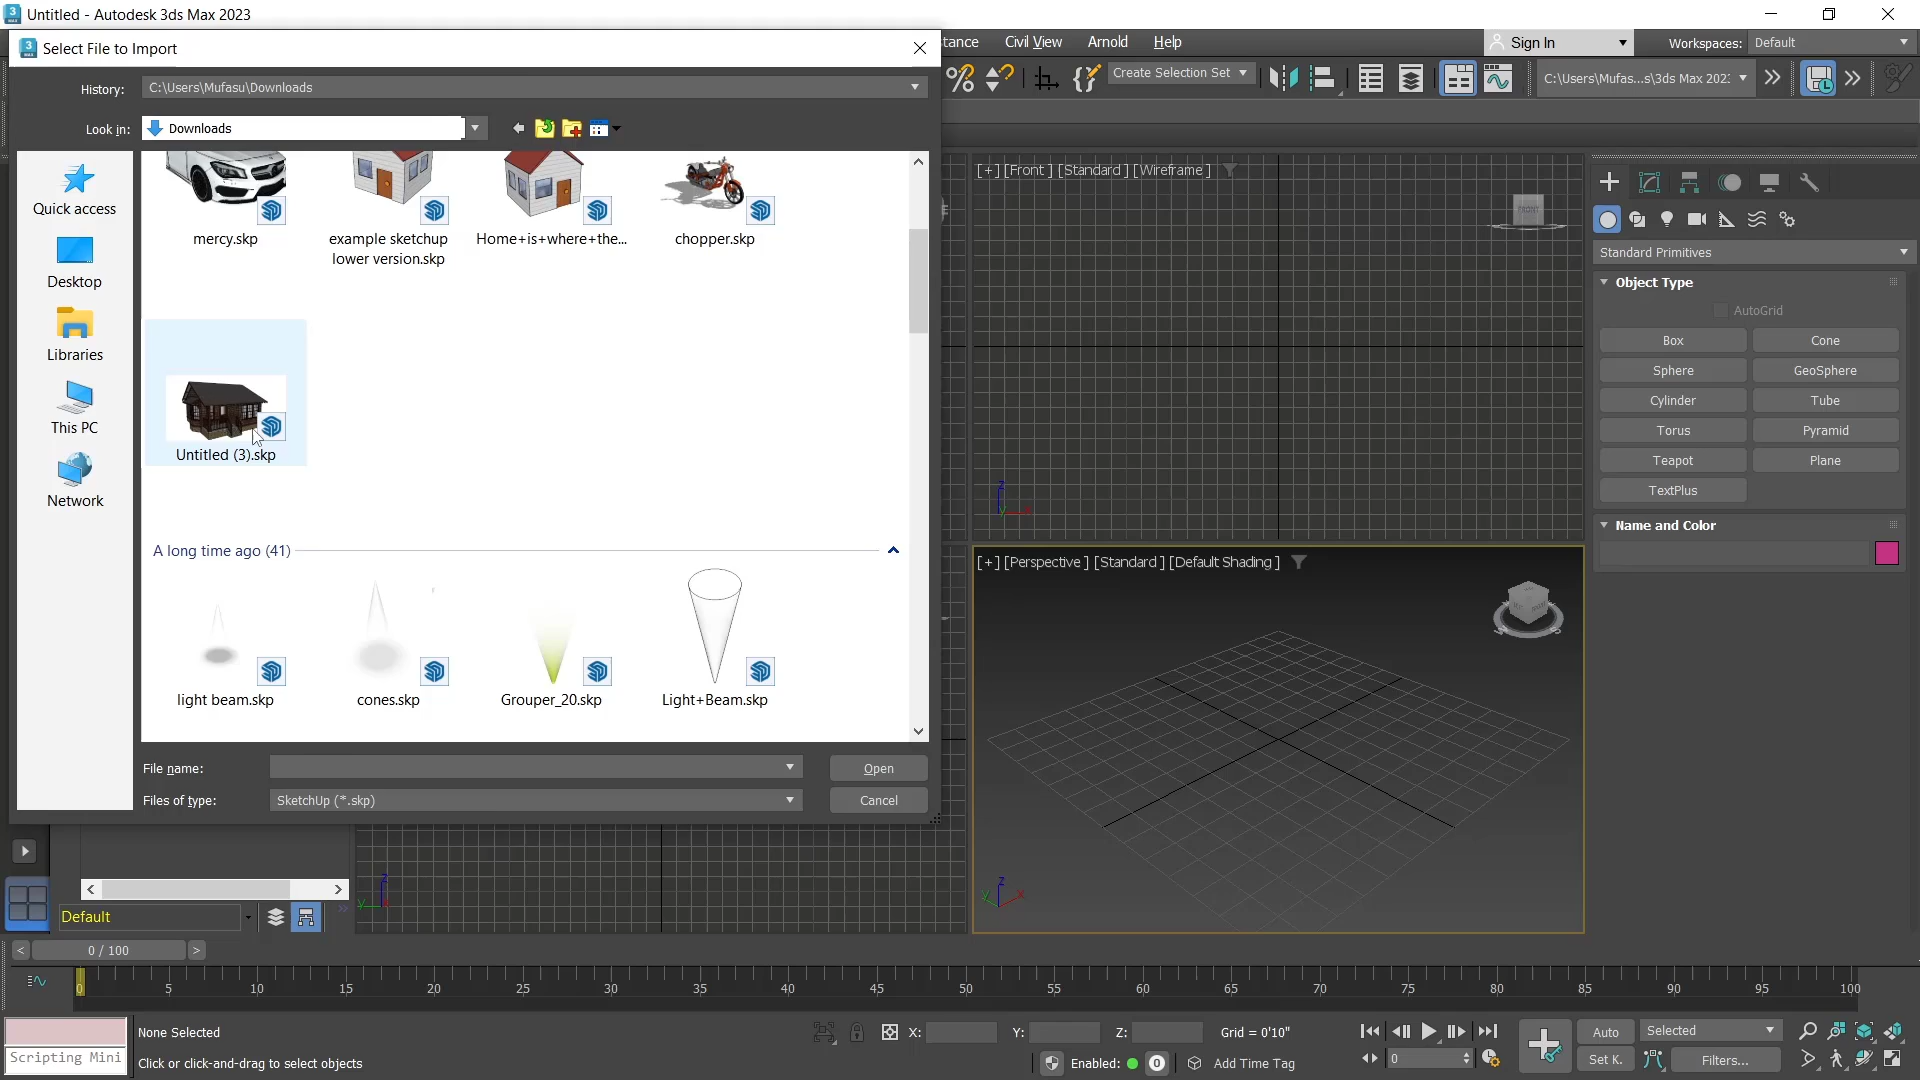 Untitled - Autodesk 3ds Max 2023
Select File to Import
tance
Civil View
Arnold
Help
Sign In
Workspaces:
Default
History:
C:\Users\Mufasu\Downloads
Create Selection Set
C:\Users\Mufas...s\3ds Max 202:
Look in:
Downloads
Quick access
Desktop
Libraries
This PC
Network
mercy.skp
example sketchup
lower version.skp
Home+is+where+the...
chopper.skp
Untitled (3).skp
A long time ago (41)
light beam.skp
cones.skp
Grouper_20.skp
Light+Beam.skp
File name:
Open
Files of type:
SketchUp (*.skp)
Cancel
[+] [Front ] [Standard ] [Wireframe ]
FRONT
z
y
x
[+] [Perspective ] [Standard ] [Default Shading ]
z
y
x
z
y
Standard Primitives
Object Type
AutoGrid
Box
Cone
Sphere
GeoSphere
Cylinder
Tube
Torus
Pyramid
Teapot
Plane
TextPlus
Name and Color
Default
0 / 100
0
5
10
15
20
25
30
35
40
45
50
55
60
65
70
75
80
85
90
95
100
Scripting Mini
None Selected
Click or click-and-drag to select objects
X:
Y:
Z:
Grid = 0'10"
Enabled:
0
Add Time Tag
0
Auto
Selected
Set K.
Filters...